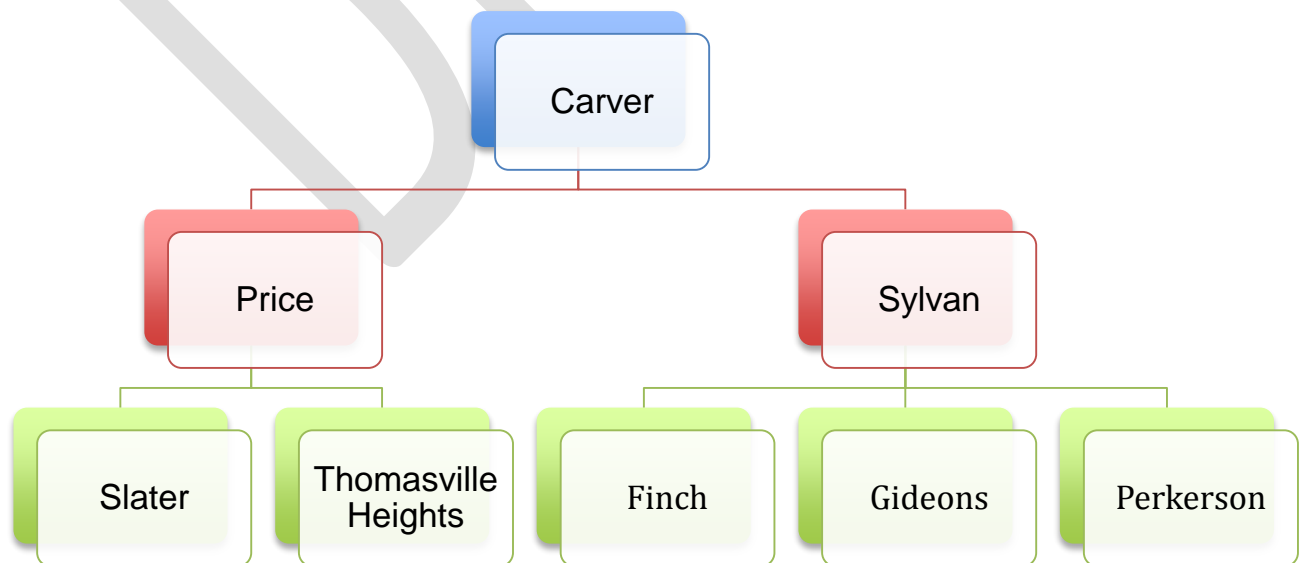 Carver
Price
Sylvan
Slater
Thomasville
Heights
Finch
Gideons
Perkerson